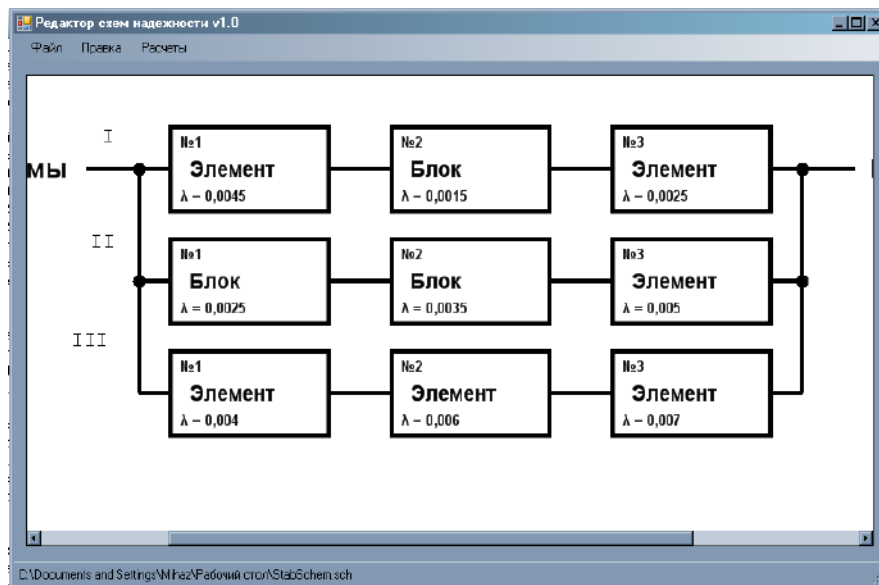 Редактор схем надежности v1.0
Файл Правка Расчеты
I
мы
№1
Элемент
λ – 0,0045
№2
Блок
λ – 0,0015
№3
Элемент
λ – 0,0025
II
№1
Блок
λ = 0,0025
№2
Блок
λ = 0,0035
№3
Элемент
λ = 0,005
III
№1
Элемент
λ – 0,004
№2
Элемент
λ – 0,006
№3
Элемент
λ – 0,007
C:\Documents and Settings\Mihaz\Рабочий стол\StabSchem.sch